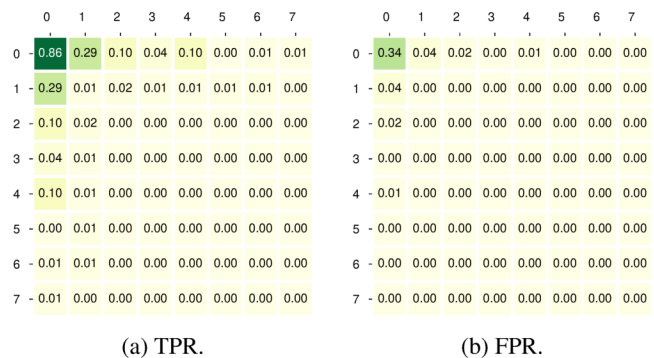 0 1 2 3 4 5 6 7
0 0.86 0.29 0.10 0.04 0.10 0.00 0.01 0.01
1 0.29 0.01 0.02 0.01 0.01 0.01 0.01 0.00
2 0.10 0.02 0.00 0.00 0.00 0.00 0.00 0.00
3 0.04 0.01 0.00 0.00 0.00 0.00 0.00 0.00
4 0.10 0.01 0.00 0.00 0.00 0.00 0.00 0.00
5 0.00 0.01 0.00 0.00 0.00 0.00 0.00 0.00
6 0.01 0.01 0.00 0.00 0.00 0.00 0.00 0.00
7 0.01 0.00 0.00 0.00 0.00 0.00 0.00 0.00
(a) TPR.
0 1 2 3 4 5 6 7
0 0.34 0.04 0.02 0.00 0.01 0.00 0.00 0.00
1 0.04 0.00 0.00 0.00 0.00 0.00 0.00 0.00
2 0.02 0.00 0.00 0.00 0.00 0.00 0.00 0.00
3 0.00 0.00 0.00 0.00 0.00 0.00 0.00 0.00
4 0.01 0.00 0.00 0.00 0.00 0.00 0.00 0.00
5 0.00 0.00 0.00 0.00 0.00 0.00 0.00 0.00
6 0.00 0.00 0.00 0.00 0.00 0.00 0.00 0.00
7 0.00 0.00 0.00 0.00 0.00 0.00 0.00 0.00
(b) FPR.